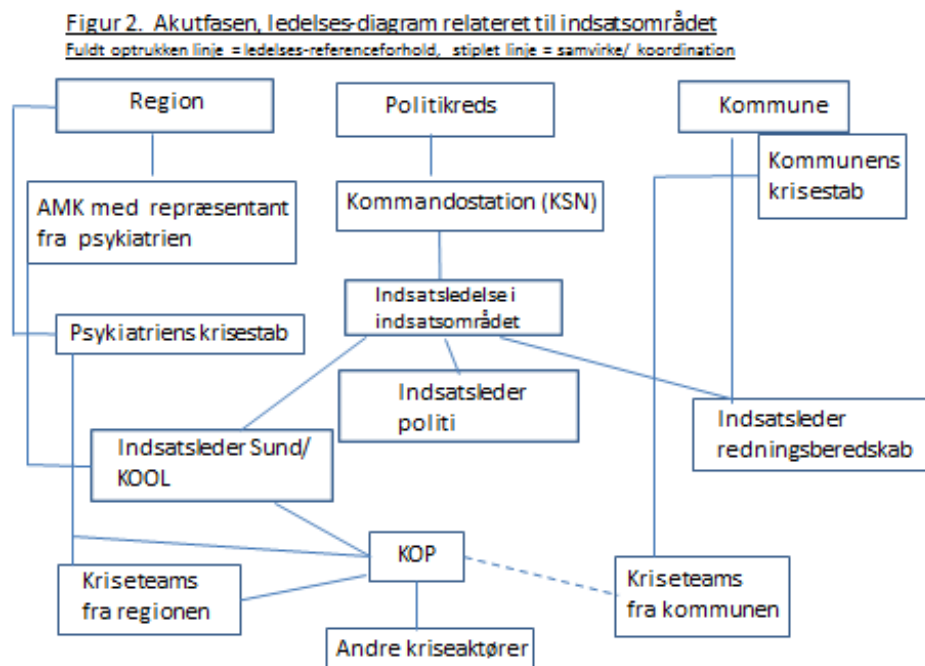 Figur 2. Akutfasen, ledelses-diagram relateret til indsatsområdet
Fuldt optrukken linje = ledelses-referenceforhold, stiplet linje = samvirke/ koordination
Region
Politikreds
Kommune
Kommunens
krisestab
AMK med repræsentant
fra psykiatrien
Kommandostation (KSN)
Indsatsledelse i
indsatsområdet
Psykiatriens krisestab
Indsatsleder
politi
Indsatsleder
redningsberedskab
Indsatsleder Sund/
KOOL
KOP
Kriseteams
fra regionen
Kriseteams
fra kommunen
Andre kriseaktører